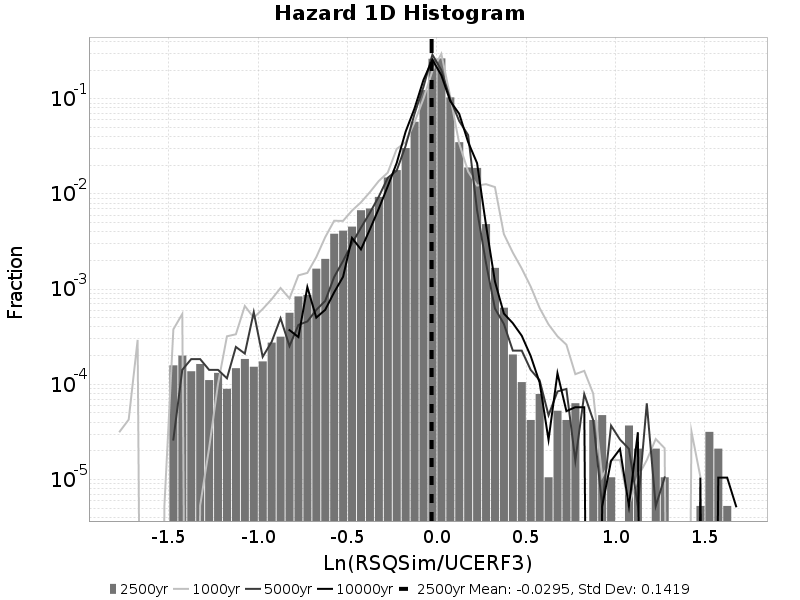 Hazard 1D Histogram
Fraction
10-1
10-2
10-3
10-4
10-5
-1.5 -1.0 -0.5 0.0 0.5 1.0 1.5
Ln(RSQSim/UCERF3)
2500yr 1000yr 5000yr 10000yr 2500yr Mean: -0.0295, Std Dev: 0.1419